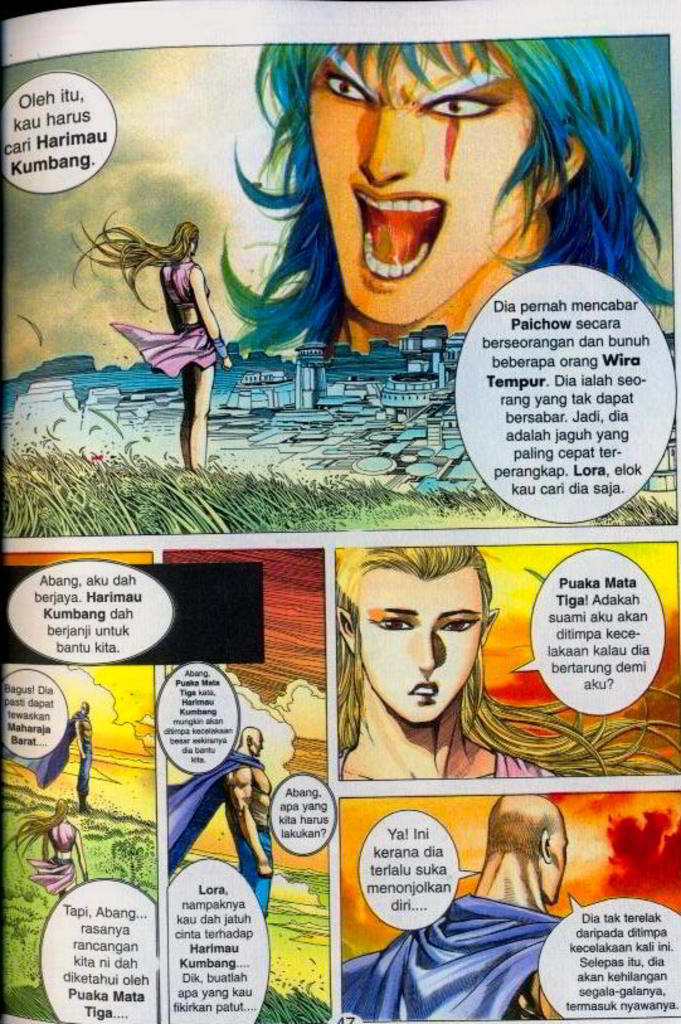 Oleh itu,
kau harus
cari Harimau
Kumbang.
Dia pernah mencabar
Paichow secara
berseorangan dan bunuh
beberapa orang Wira
Tempur. Dia ialah seo-
rang yang tak dapat
bersabar. Jadi, dia
adalah jaguh yang
paling cepat ter-
perangkap. Lora, elok
kau cari dia saja.
Abang, aku dah
berjaya. Harimau
Kumbang dah
berjanji untuk
bantu kita.
Bagus! Dia
pasti dapat
tewaskan
Maharaja
Barat....
Tapi, Abang...
rasanya
rancangan
kita ni dah
diketahui oleh
Puaka Mata
Tiga....
Abang,
Puaka Mata
Tiga kata,
Harimau
Kumbang
mungkin akan
ditimpa kecelakaan
besar sekiranya
dia bantu
kita.
Abang,
apa yang
kita harus
lakukan?
Lora,
nampaknya
kau dah jatuh
cinta terhadap
Harimau
Kumbang....
Dik, buatlah
apa yang kau
fikirkan patut....
Puaka Mata
Tiga! Adakah
suami aku akan
ditimpa kece-
lakaan kalau dia
bertarung demi
aku?
Ya! Ini
kerana dia
terlalu suka
menonjolkan
diri....
Dia tak terelak
daripada ditimpa
kecelakaan kali ini.
Selepas itu, dia
akan kehilangan
segala-galanya,
termasuk nyawanya.
47